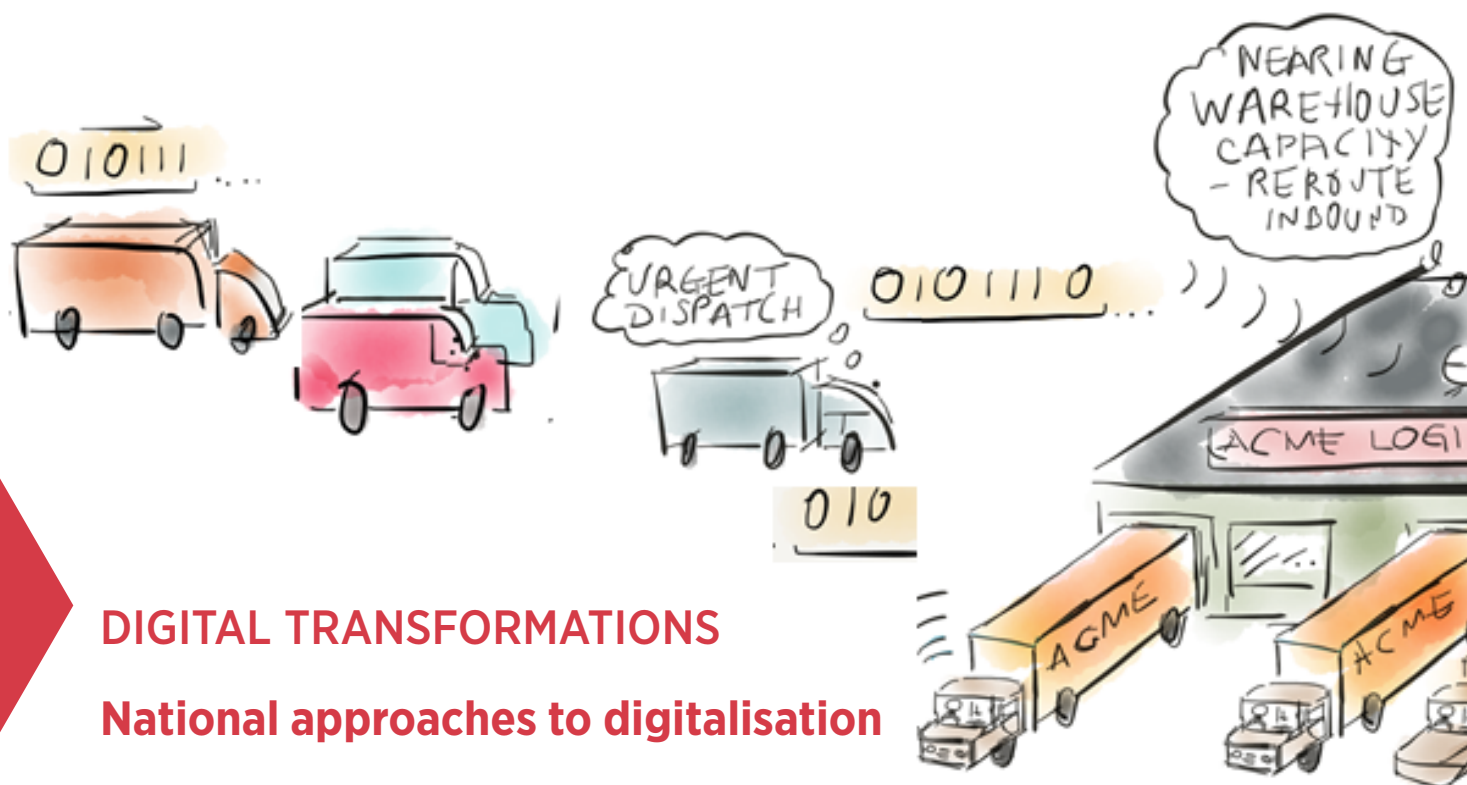 010111
URGENT
DISPATCH
0101110
010
NEARING
WAREHOUSE
CAPACITY
- REROUTE
INBOUND
ACME LOGI
ACME
ACME
DIGITAL TRANSFORMATIONS
National approaches to digitalisation